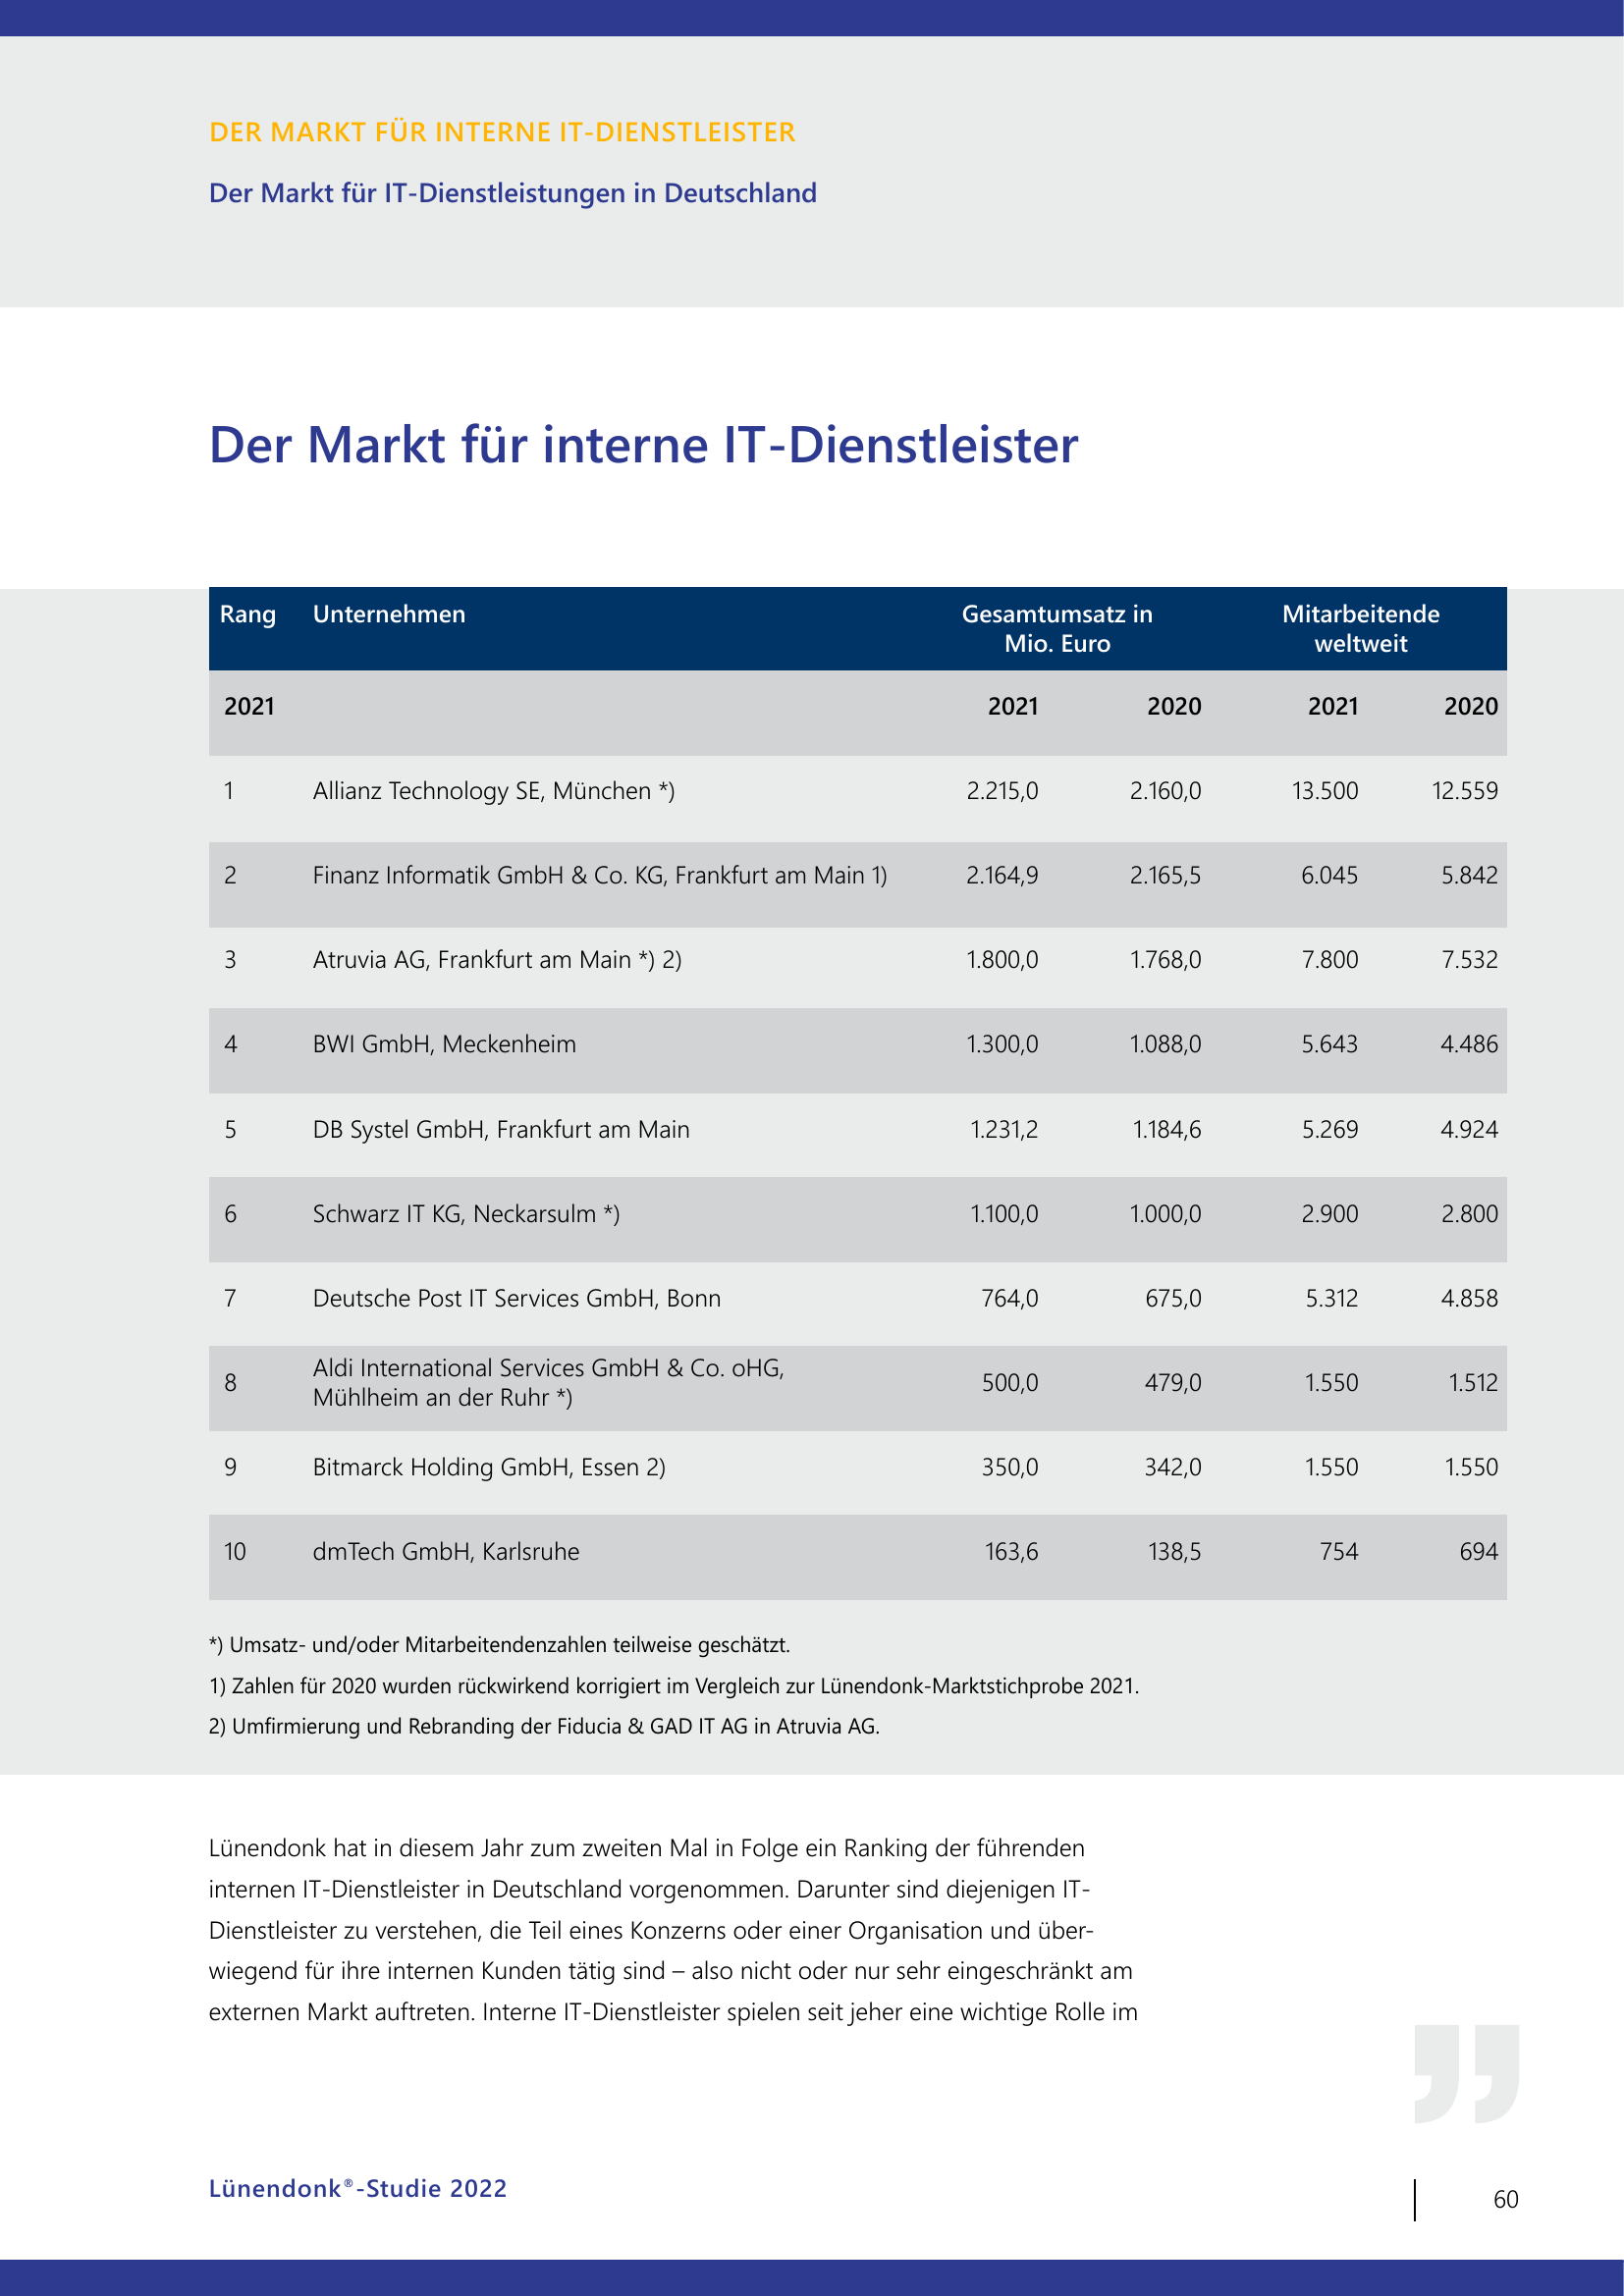 DER MARKT FÜR INTERNE IT-DIENSTLEISTER
Der Markt für IT-Dienstleistungen in Deutschland
Der Markt für interne IT-Dienstleister
Rang Unternehmen Gesamtumsatz in Mio. Euro Mitarbeitende weltweit
2021 2021 2020 2021 2020
1 Allianz Technology SE, München *) 2.215,0 2.160,0 13.500 12.559
2 Finanz Informatik GmbH & Co. KG, Frankfurt am Main 1) 2.164,9 2.165,5 6.045 5.842
3 Atruvia AG, Frankfurt am Main *) 2) 1.800,0 1.768,0 7.800 7.532
4 BWI GmbH, Meckenheim 1.300,0 1.088,0 5.643 4.486
5 DB Systel GmbH, Frankfurt am Main 1.231,2 1.184,6 5.269 4.924
6 Schwarz IT KG, Neckarsulm *) 1.100,0 1.000,0 2.900 2.800
7 Deutsche Post IT Services GmbH, Bonn 764,0 675,0 5.312 4.858
8 Aldi International Services GmbH & Co. oHG, Mühlheim an der Ruhr *) 500,0 479,0 1.550 1.512
9 Bitmarck Holding GmbH, Essen 2) 350,0 342,0 1.550 1.550
10 dmTech GmbH, Karlsruhe 163,6 138,5 754 694
*) Umsatz- und/oder Mitarbeitendenzahlen teilweise geschätzt.
1) Zahlen für 2020 wurden rückwirkend korrigiert im Vergleich zur Lünendonk-Marktstichprobe 2021.
2) Umfirmierung und Rebranding der Fiducia & GAD IT AG in Atruvia AG.
Lünendonk hat in diesem Jahr zum zweiten Mal in Folge ein Ranking der führenden
internen IT-Dienstleister in Deutschland vorgenommen. Darunter sind diejenigen IT-
Dienstleister zu verstehen, die Teil eines Konzerns oder einer Organisation und über-
wiegend für ihre internen Kunden tätig sind – also nicht oder nur sehr eingeschränkt am
externen Markt auftreten. Interne IT-Dienstleister spielen seit jeher eine wichtige Rolle im
Lünendonk®-Studie 2022
60